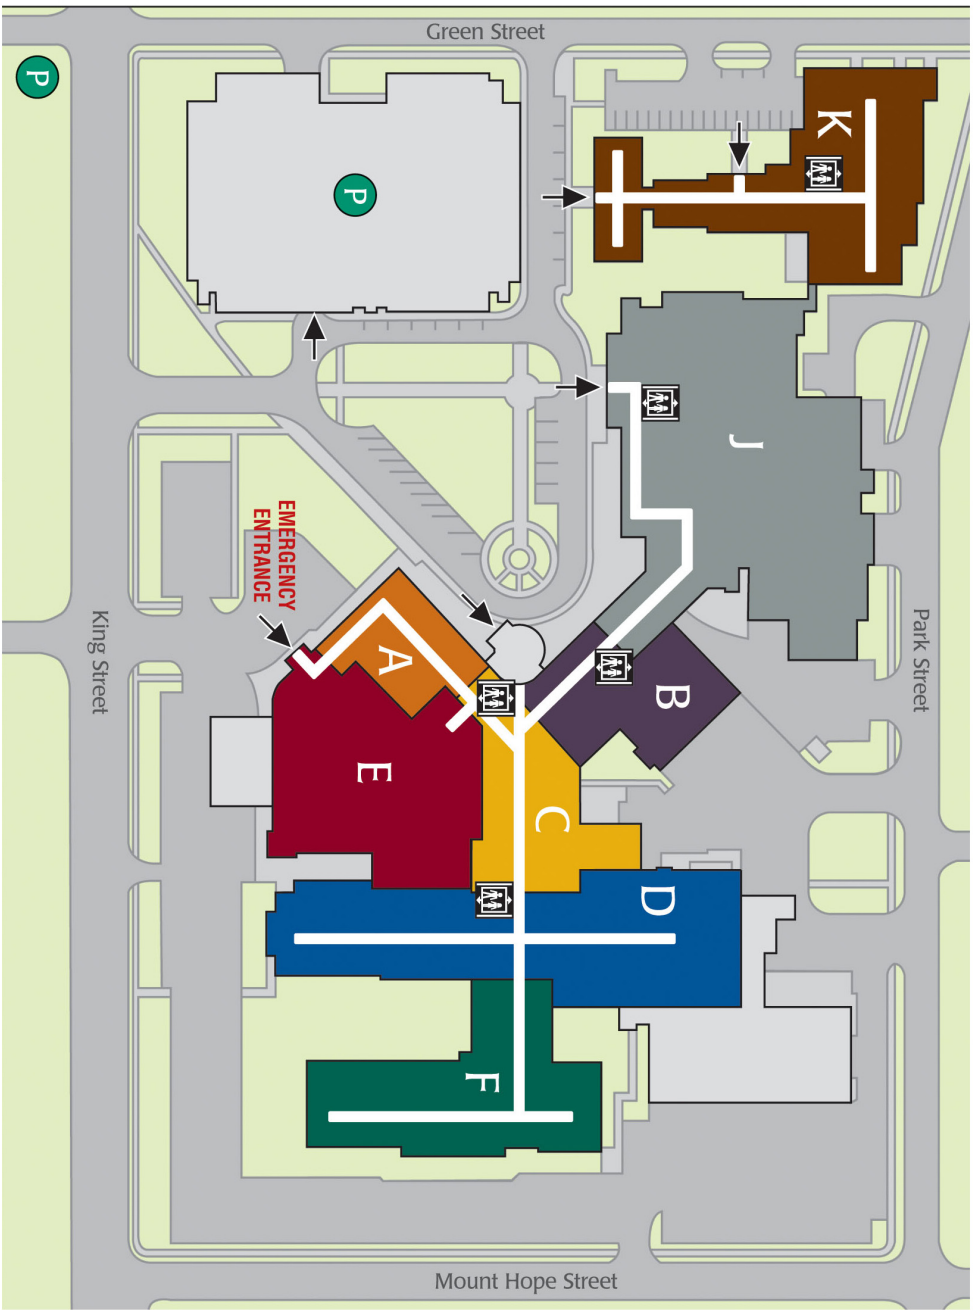 Green Street
P
P
K
J
EMERGENCY
ENTRANCE
King Street
Park Street
A
B
E
C
D
F
Mount Hope Street